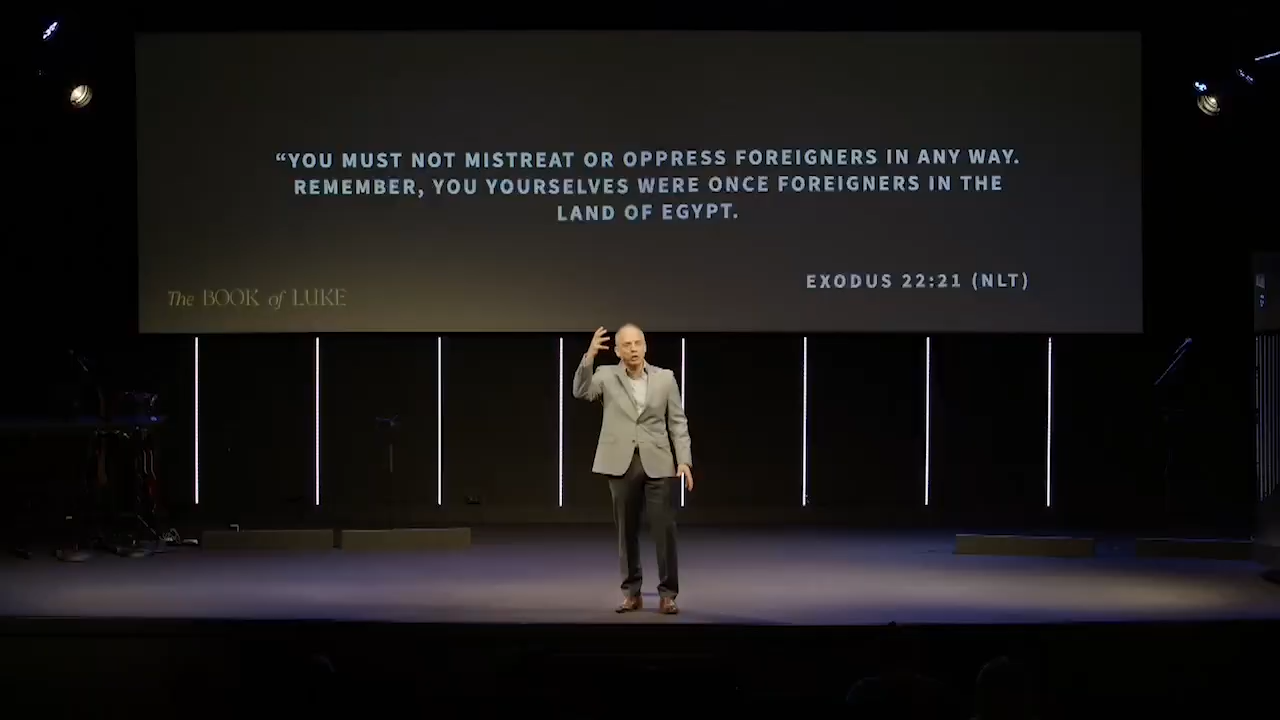 “YOU MUST NOT MISTREAT OR OPPRESS FOREIGNERS IN ANY WAY.
REMEMBER, YOU YOURSELVES WERE ONCE FOREIGNERS IN THE
LAND OF EGYPT.
EXODUS 22:21 (NLT)
The BOOK of LUKE